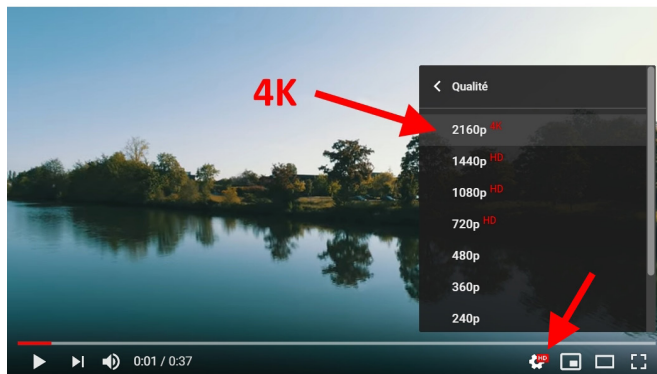 4K
Qualité
2160p 4K
1440p HD
1080p HD
720p HD
480p
360p
240p
0:01 / 0:37
HD